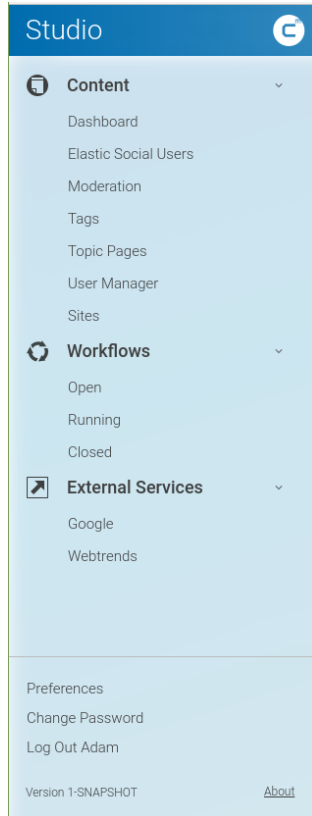 Studio
Content
Dashboard
Elastic Social Users
Moderation
Tags
Topic Pages
User Manager
Sites
Workflows
Open
Running
Closed
External Services
Google
Webtrends
Preferences
Change Password
Log Out Adam
Version 1-SNAPSHOT About